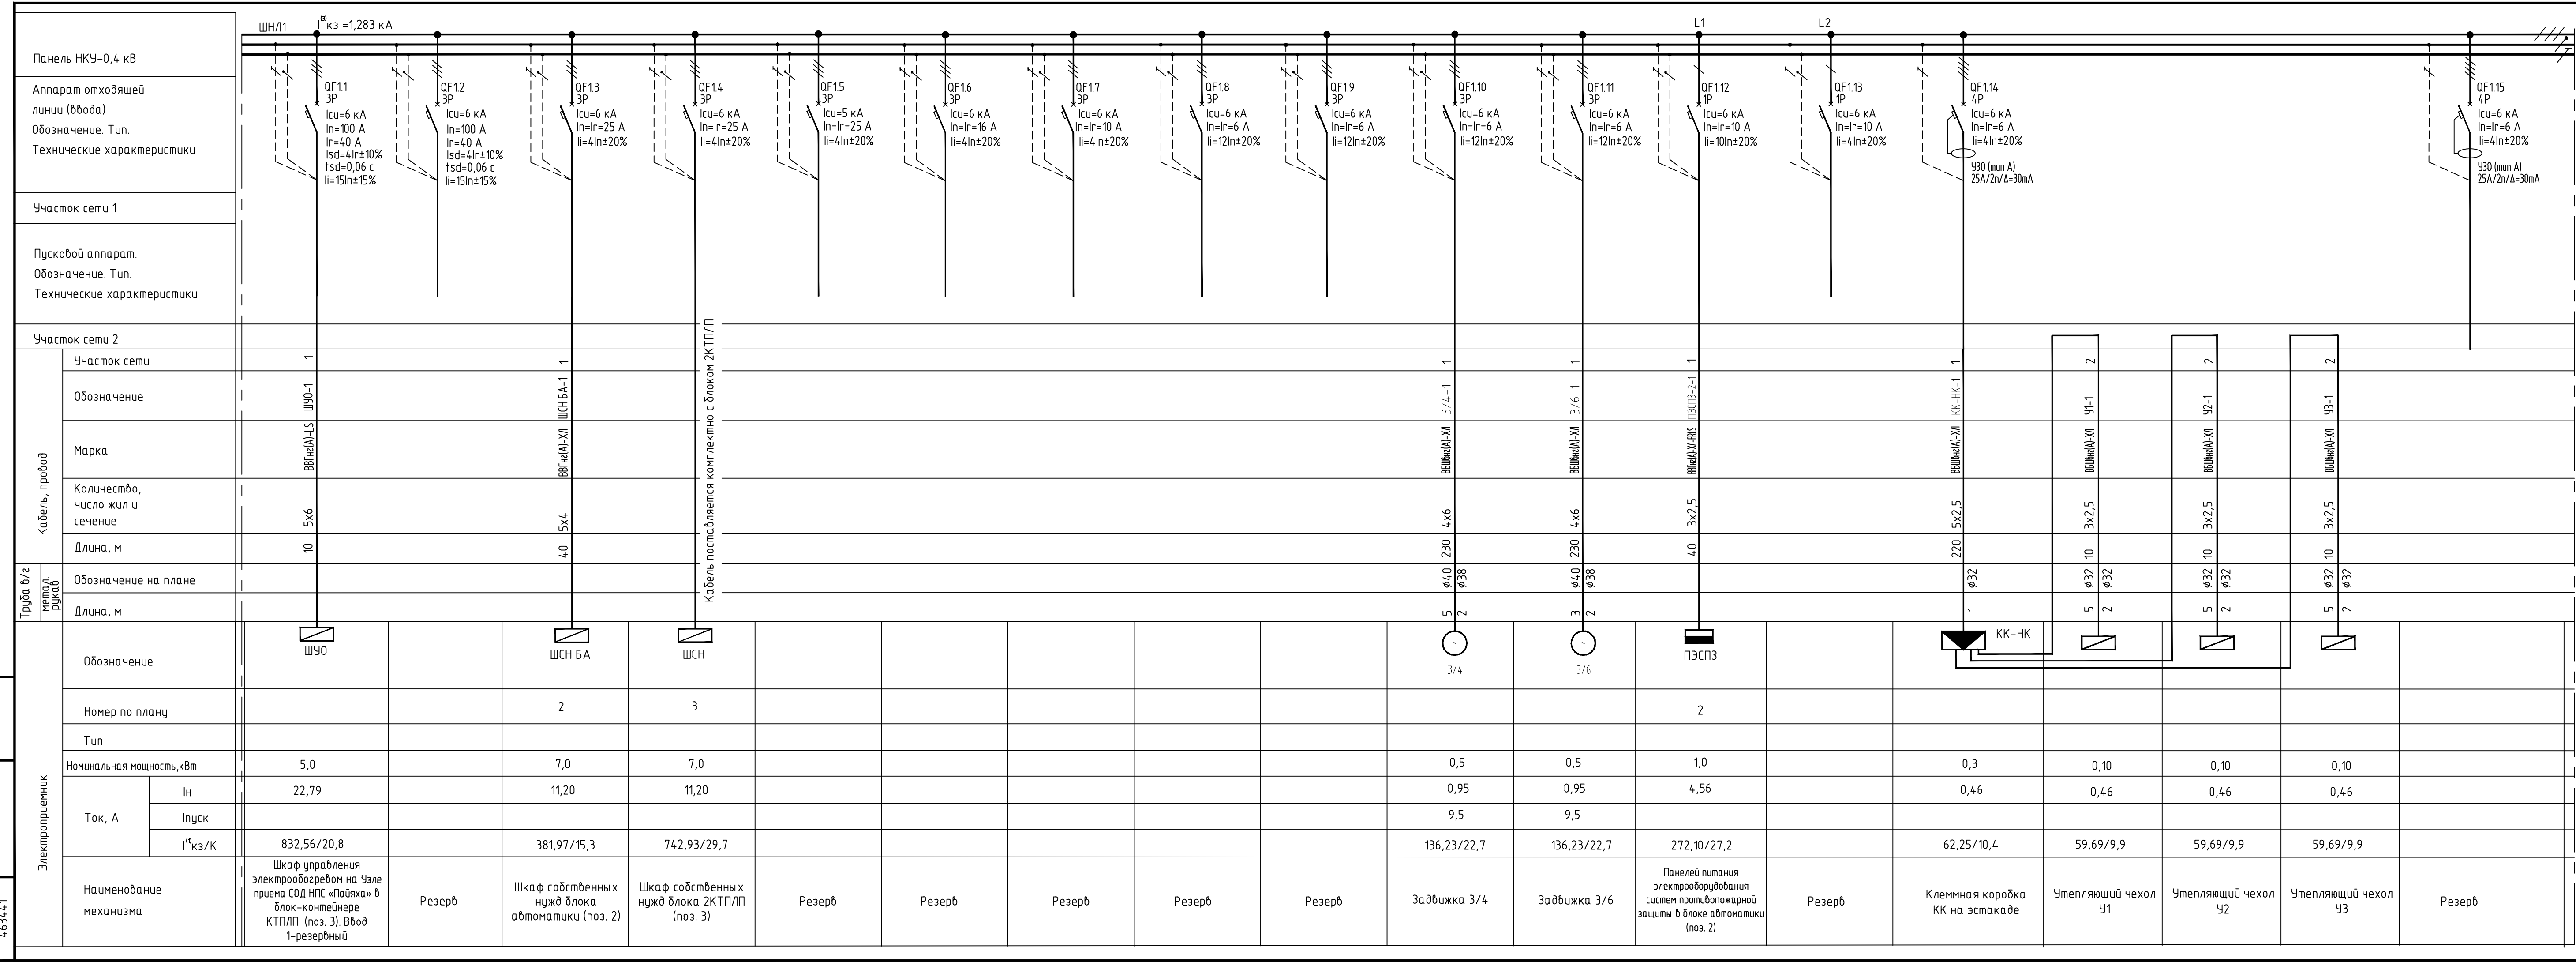 ШНЛ1
I⁽³⁾кз =1,283 кА
L1
L2
Панель НКУ-0,4 кВ
Аппарат отходящей
линии (ввода)
Обозначение. Тип.
Технические характеристики
QF1.1
3P
Icu=6 кА
In=100 А
Ir=40 А
Isd=4Ir±10%
tsd=0,06 с
Ii=15In±15%
QF1.2
3P
Icu=6 кА
In=100 А
Ir=40 А
Isd=4Ir±10%
tsd=0,06 с
Ii=15In±15%
QF1.3
3P
Icu=6 кА
In=Ir=25 А
Ii=4In±20%
QF1.4
3P
Icu=6 кА
In=Ir=25 А
Ii=4In±20%
QF1.5
3P
Icu=5 кА
In=Ir=25 А
Ii=4In±20%
QF1.6
3P
Icu=6 кА
In=Ir=16 А
Ii=4In±20%
QF1.7
3P
Icu=6 кА
In=Ir=10 А
Ii=4In±20%
QF1.8
3P
Icu=6 кА
In=Ir=6 А
Ii=12In±20%
QF1.9
3P
Icu=6 кА
In=Ir=6 А
Ii=12In±20%
QF1.10
3P
Icu=6 кА
In=Ir=6 А
Ii=12In±20%
QF1.11
3P
Icu=6 кА
In=Ir=6 А
Ii=12In±20%
QF1.12
1P
Icu=6 кА
In=Ir=10 А
Ii=10In±20%
QF1.13
1P
Icu=6 кА
In=Ir=10 А
Ii=4In±20%
QF1.14
4P
Icu=6 кА
In=Ir=6 А
Ii=4In±20%
УЗО (тип А)
25А/2п/Δ=30mA
QF1.15
4P
Icu=6 кА
In=Ir=6 А
Ii=4In±20%
УЗО (тип А)
25А/2п/Δ=30mA
Участок сети 1
Пусковой аппарат.
Обозначение. Тип.
Технические характеристики
Участок сети 2
Кабель, провод
Участок сети
1
1
1
1
1
1
2
2
2
Обозначение
ШУО-1
ШСН БА-1
3/4-1
3/6-1
ПЭСПЗ-2-1
КК-НК-1
У1-1
У2-1
У3-1
Марка
ВВГнг(А)-LS
ВВГнг(А)-ХЛ
ВБШвнг(А)-ХЛ
ВБШвнг(А)-ХЛ
ВБШвнг(А)-ХЛ
ВБШвнг(А)-ХЛ
ВБШвнг(А)-ХЛ
ВБШвнг(А)-ХЛ
Кабель поставляется комплектно с блоком 2КТПЛП
Количество,
число жил и
сечение
5х6
5х4
4х6
4х6
3х2,5
5х2,5
3х2,5
3х2,5
3х2,5
Длина, м
10
40
230
230
40
220
10
10
10
Труба в/г
метал.
рукав
Обозначение на плане
ø40
ø38
ø40
ø38
ø32
ø32
ø32
ø32
ø32
ø32
ø32
Длина, м
5
2
3
2
1
5
2
5
2
5
2
Электроприемник
Обозначение
ШУО
ШСН БА
ШСН
3/4
3/6
ПЭСПЗ
КК-НК
Номер по плану
2
3
2
Тип
Номинальная мощность,кВт
5,0
7,0
7,0
0,5
0,5
1,0
0,3
0,10
0,10
0,10
Ток, А
Iн
22,79
11,20
11,20
0,95
0,95
4,56
0,46
0,46
0,46
0,46
Iпуск
9,5
9,5
I⁽¹⁾кз/К
832,56/20,8
381,97/15,3
742,93/29,7
136,23/22,7
136,23/22,7
272,10/27,2
62,25/10,4
59,69/9,9
59,69/9,9
59,69/9,9
Наименование
механизма
Шкаф управления
электрообогревом на Узле
приема СОД НПС «Пайяха» в
блок-контейнере
КТПЛП (поз. 3). Ввод
1-резервный
Резерв
Шкаф собственных
нужд блока
автоматики (поз. 2)
Шкаф собственных
нужд блока 2КТПЛП
(поз. 3)
Резерв
Резерв
Резерв
Резерв
Резерв
Задвижка 3/4
Задвижка 3/6
Панелей питания
электрооборудования
систем противопожарной
защиты в блоке автоматики
(поз. 2)
Резерв
Клеммная коробка
КК на эстакаде
Утепляющий чехол
У1
Утепляющий чехол
У2
Утепляющий чехол
У3
Резерв
463441